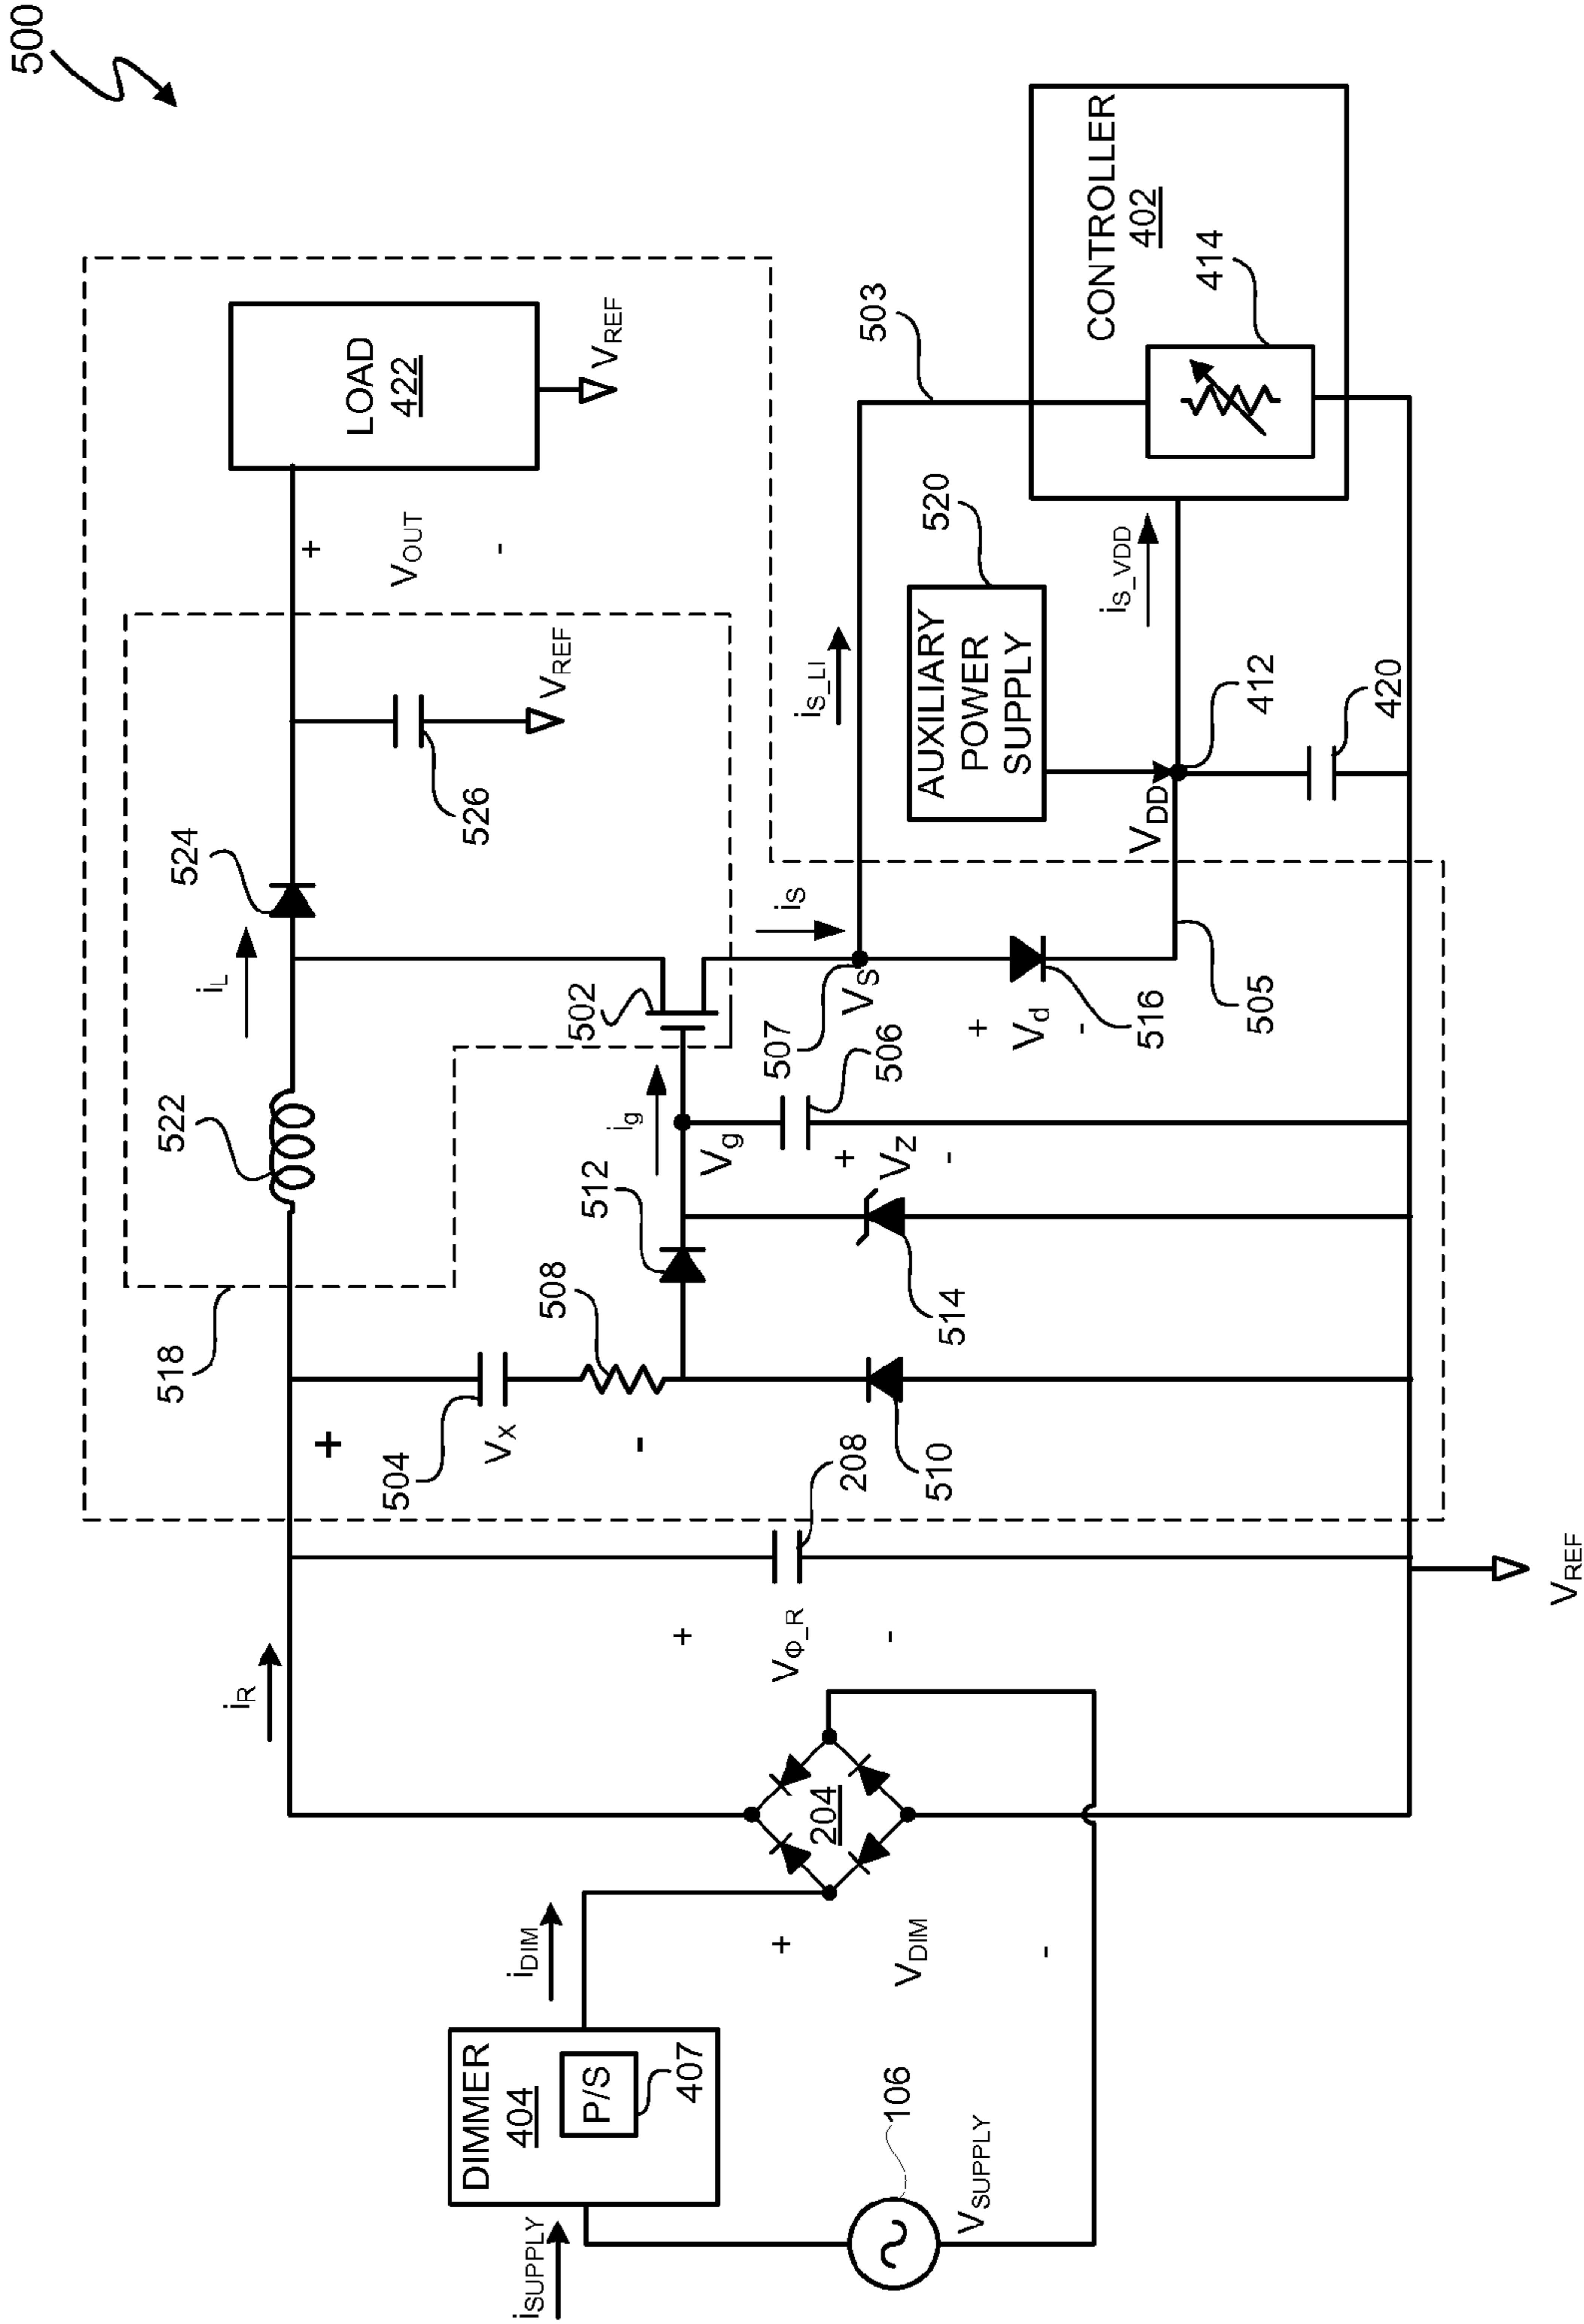 500
518
522
iL
524
526
VREF
+
VOUT
-
LOAD
422
VREF
iR
+
504
VX
-
508
512
ig
502
iS
507
VS
Vg
506
+
VZ
-
514
510
208
+
VΦ_R
-
+
Vd
-
516
505
iS_LI
503
AUXILIARY
POWER
SUPPLY
520
VDD
412
420
iS_VDD
CONTROLLER
402
414
iSUPPLY
DIMMER
404
P/S
407
iDIM
204
+
VDIM
-
106
VSUPPLY
VREF